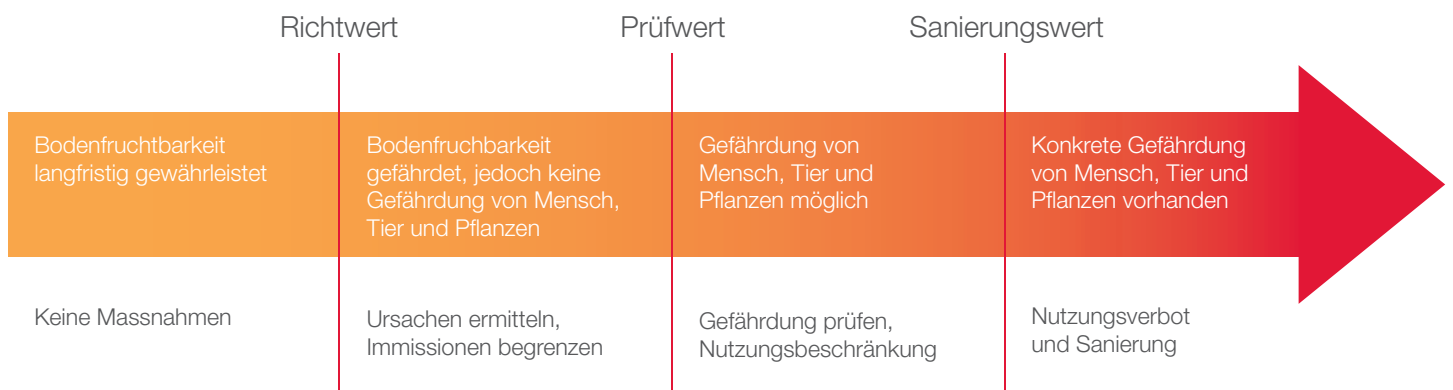 Richtwert
Prüfwert
Sanierungswert
Bodenfruchtbarkeit
langfristig gewährleistet
Bodenfruchbarkeit
gefährdet, jedoch keine
Gefährdung von Mensch,
Tier und Pflanzen
Gefährdung von
Mensch, Tier und
Pflanzen möglich
Konkrete Gefährdung
von Mensch, Tier und
Pflanzen vorhanden
Keine Massnahmen
Ursachen ermitteln,
Immissionen begrenzen
Gefährdung prüfen,
Nutzungsbeschränkung
Nutzungsverbot
und Sanierung